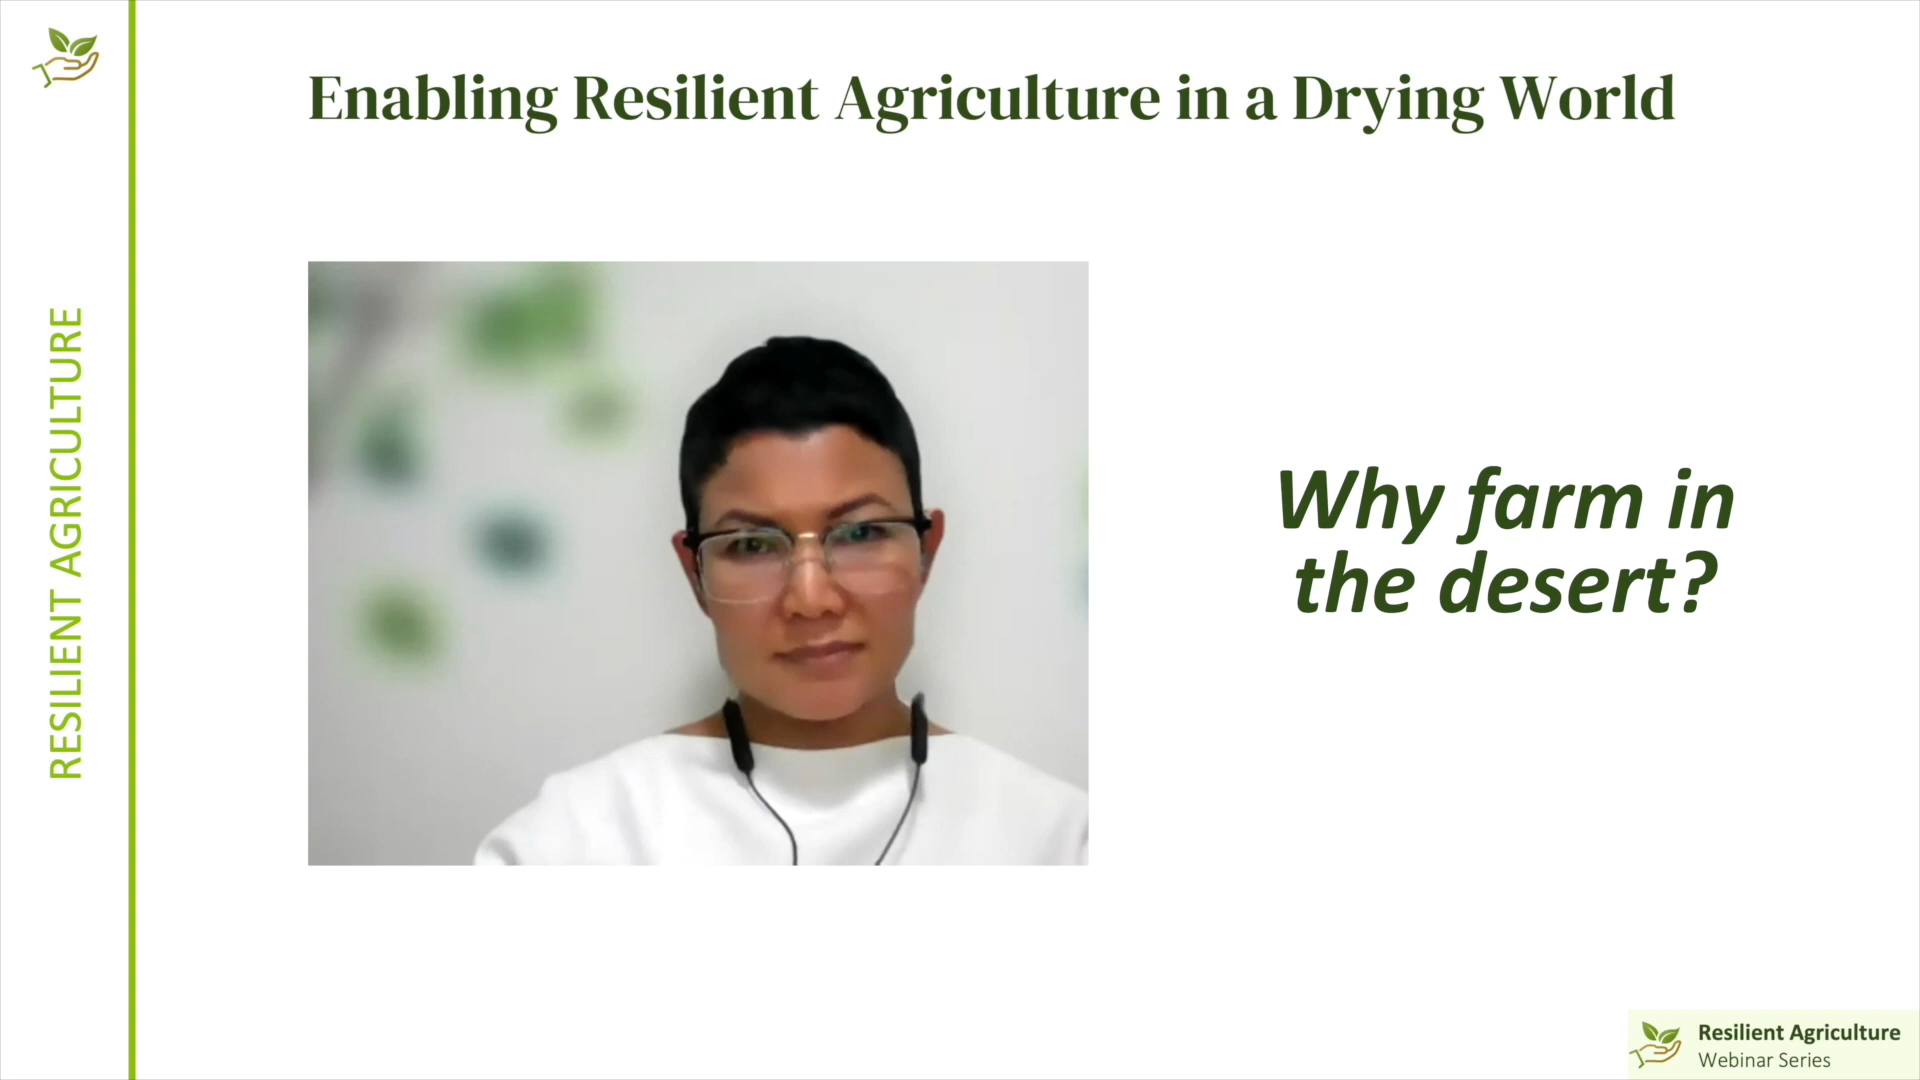 Enabling Resilient Agriculture in a Drying World
RESILIENT AGRICULTURE
Why farm in
the desert?
Resilient Agriculture
Webinar Series